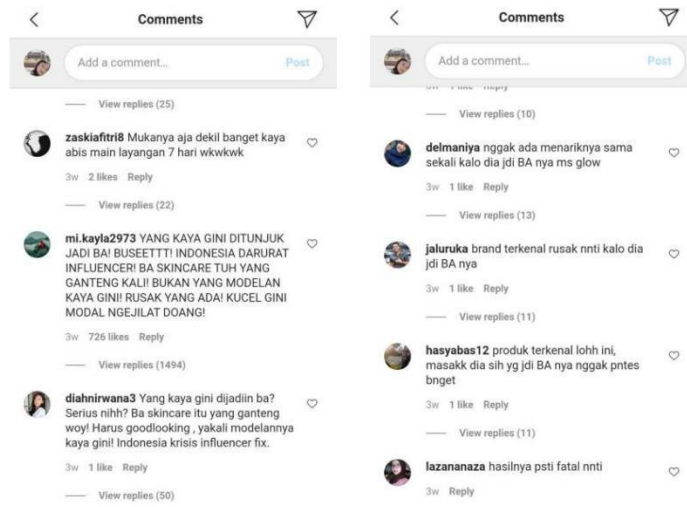 Comments
Add a comment...
Post
View replies (25)
zaskiafitri8 Mukanya aja dekil banget kaya
abis main layangan 7 hari wkwkwk
3w 2 likes Reply
View replies (22)
mi.kayla2973 YANG KAYA GINI DITUNJUK
JADI BA! BUSEETTT! INDONESIA DARURAT
INFLUENCER! BA SKINCARE TUH YANG
GANTENG KALI! BUKAN YANG MODELAN
KAYA GINI! RUSAK YANG ADA! KUCEL GINI
MODAL NGEJILAT DOANG!
3w 726 likes Reply
View replies (1494)
diahnirwana3 Yang kaya gini dijadiin ba?
Serius nihh? Ba skincare itu yang ganteng
woy! Harus goodlooking , yakali modelannya
kaya gini! Indonesia krisis influencer fix.
3w 1 like Reply
View replies (50)
Comments
Add a comment...
Post
View replies (10)
delmaniya nggak ada menariknya sama
sekali kalo dia jdi BA nya ms glow
3w 1 like Reply
View replies (13)
jaluruka brand terkenal rusak nnti kalo dia
jdi BA nya
3w 1 like Reply
View replies (11)
hasyabas12 produk terkenal lohh ini,
masakk dia sih yg jdi BA nya nggak pntes
bnget
3w 1 like Reply
View replies (11)
lazananaza hasilnya psti fatal nnti
3w Reply